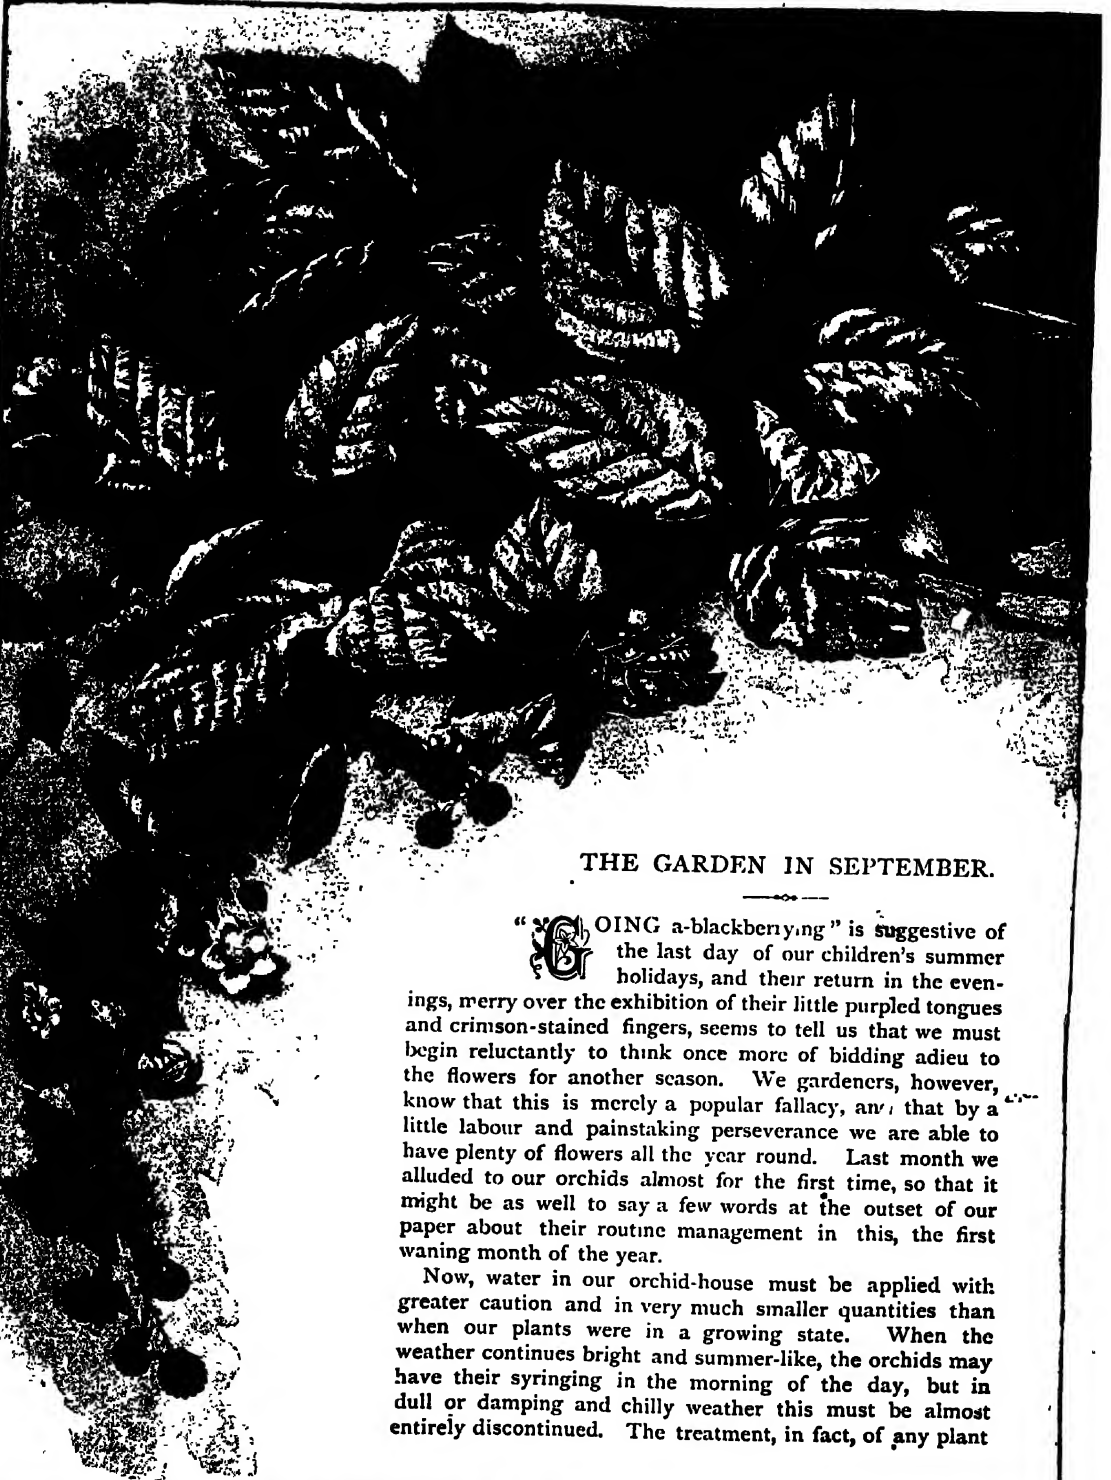 THE GARDEN IN SEPTEMBER.
"GOING a-blackberrying" is suggestive of
the last day of our children's summer
holidays, and their return in the even-
ings, merry over the exhibition of their little purpled tongues
and crimson-stained fingers, seems to tell us that we must
begin reluctantly to think once more of bidding adieu to
the flowers for another season. We gardeners, however,
know that this is merely a popular fallacy, and that by a
little labour and painstaking perseverance we are able to
have plenty of flowers all the year round. Last month we
alluded to our orchids almost for the first time, so that it
might be as well to say a few words at the outset of our
paper about their routine management in this, the first
waning month of the year.
Now, water in our orchid-house must be applied with
greater caution and in very much smaller quantities than
when our plants were in a growing state. When the
weather continues bright and summer-like, the orchids may
have their syringing in the morning of the day, but in
dull or damping and chilly weather this must be almost
entirely discontinued. The treatment, in fact, of any plant